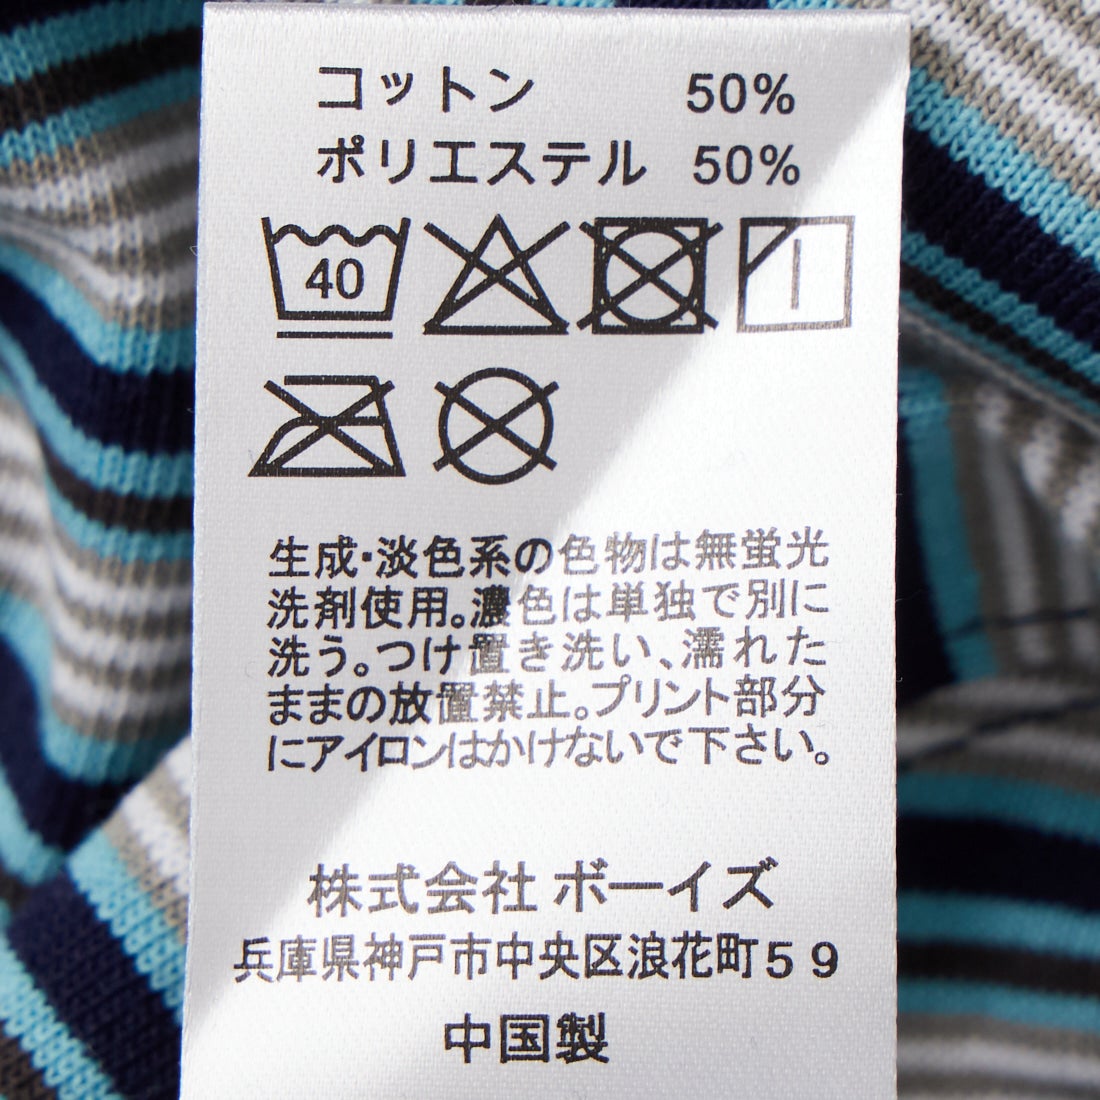 コットン 50%
ポリエステル 50%
40
生成・淡色系の色物は無蛍光
洗剤使用。濃色は単独で別に
洗う。つけ置き洗い、濡れた
ままの放置禁止。プリント部分
にアイロンはかけないで下さい。
株式会社 ボーイズ
兵庫県神戸市中央区浪花町59
中国製